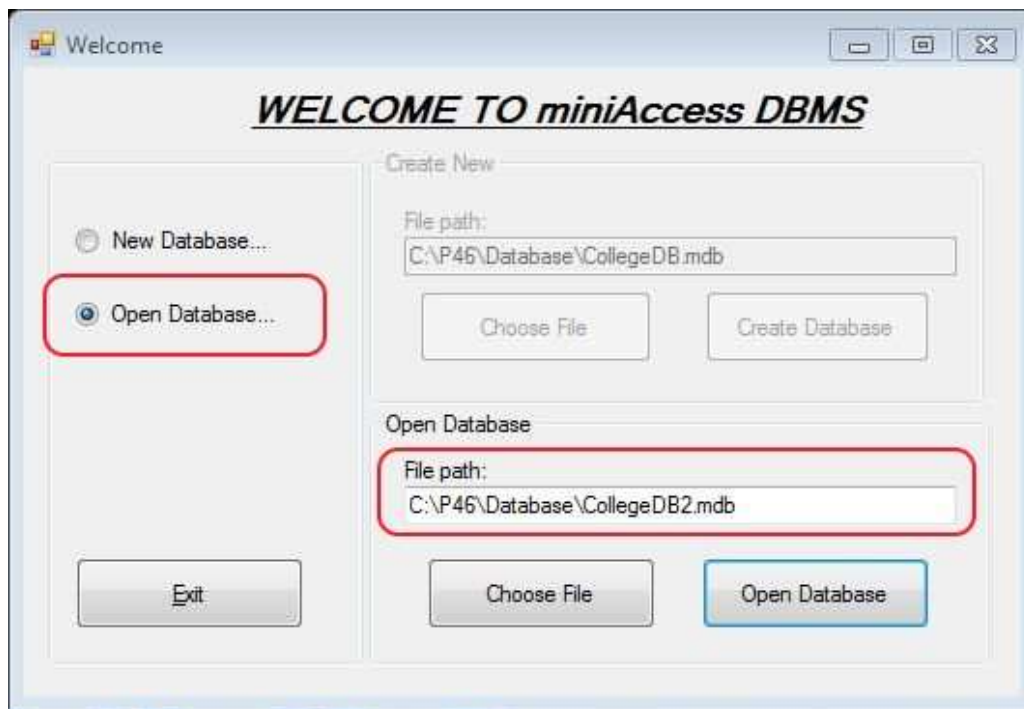 Welcome
WELCOME TO miniAccess DBMS
New Database...
Open Database...
Exit
Create New
File path:
C:\P46\Database\CollegeDB.mdb
Choose File
Create Database
Open Database
File path:
C:\P46\Database\CollegeDB2.mdb
Choose File
Open Database